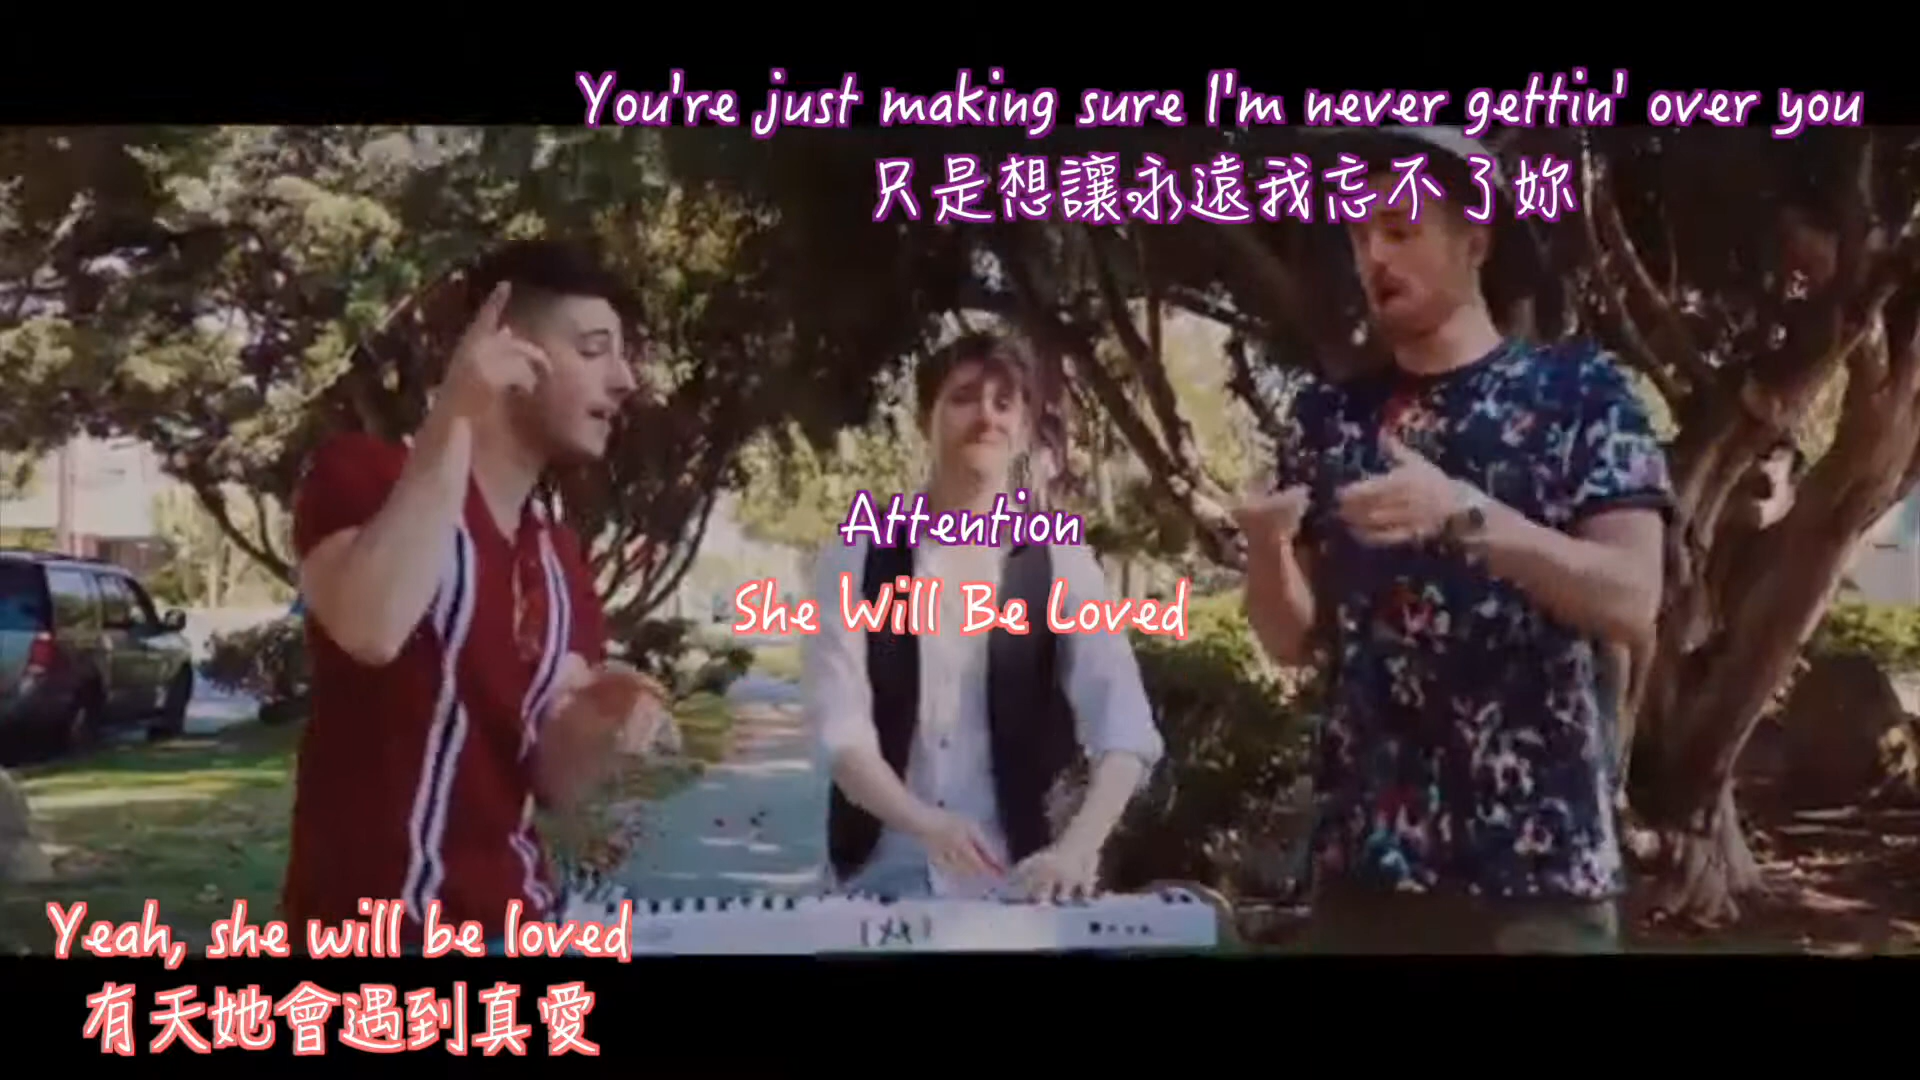 You're just making sure I'm never gettin' over you
只是想讓永遠我忘不了妳
Attention
She Will Be Loved
Yeah, she will be loved
有天她會遇到真愛